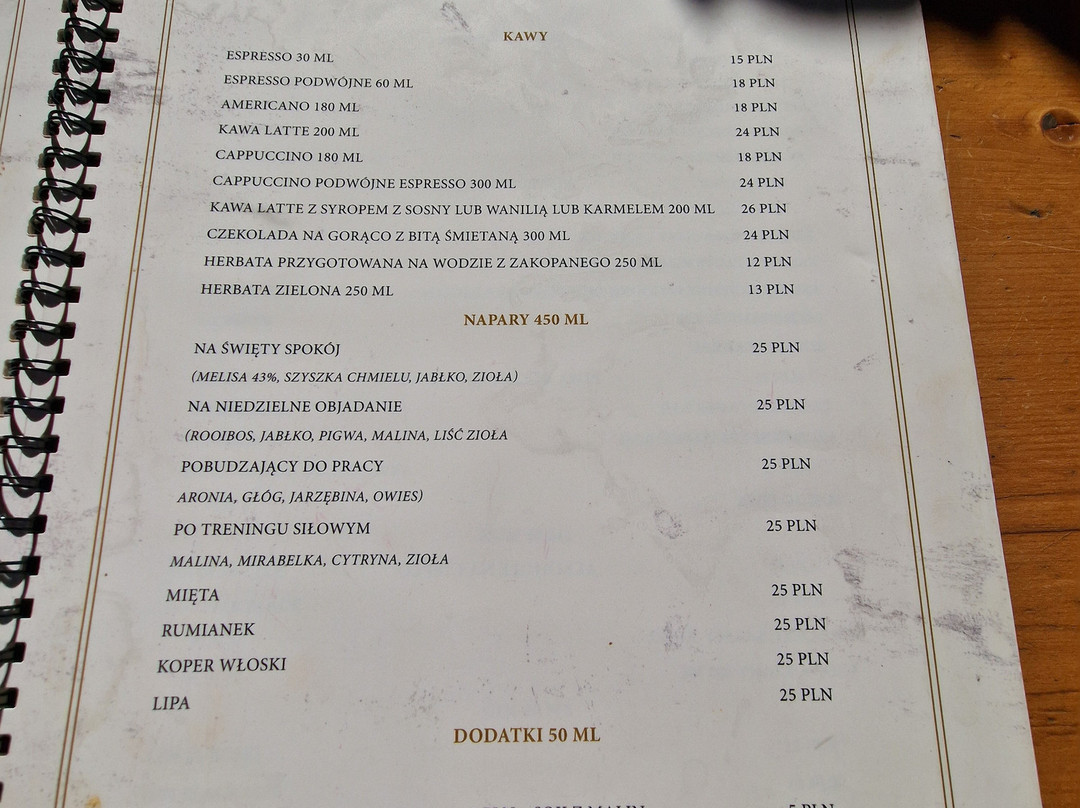 KAWY
ESPRESSO 30 ML 15 PLN
ESPRESSO PODWÓJNE 60 ML 18 PLN
AMERICANO 180 ML 18 PLN
KAWA LATTE 200 ML 24 PLN
CAPPUCCINO 180 ML 18 PLN
CAPPUCCINO PODWÓJNE ESPRESSO 300 ML 24 PLN
KAWA LATTE Z SYROPEM Z SOSNY LUB WANILIĄ LUB KARMELEM 200 ML 26 PLN
CZEKOLADA NA GORĄCO Z BITĄ ŚMIETANĄ 300 ML 24 PLN
HERBATA PRZYGOTOWANA NA WODZIE Z ZAKOPANEGO 250 ML 12 PLN
HERBATA ZIELONA 250 ML 13 PLN
NAPARY 450 ML
NA ŚWIĘTY SPOKÓJ 25 PLN
(MELISA 43%, SZYSZKA CHMIELU, JABŁKO, ZIOŁA)
NA NIEDZIELNE OBJADANIE 25 PLN
(ROOIBOS, JABŁKO, PIGWA, MALINA, LIŚĆ ZIOŁA
POBUDZAJĄCY DO PRACY 25 PLN
ARONIA, GŁÓG, JARZĘBINA, OWIES)
PO TRENINGU SIŁOWYM 25 PLN
MALINA, MIRABELKA, CYTRYNA, ZIOŁA
MIĘTA 25 PLN
RUMIANEK 25 PLN
KOPER WŁOSKI 25 PLN
LIPA 25 PLN
DODATKI 50 ML
5 PLN